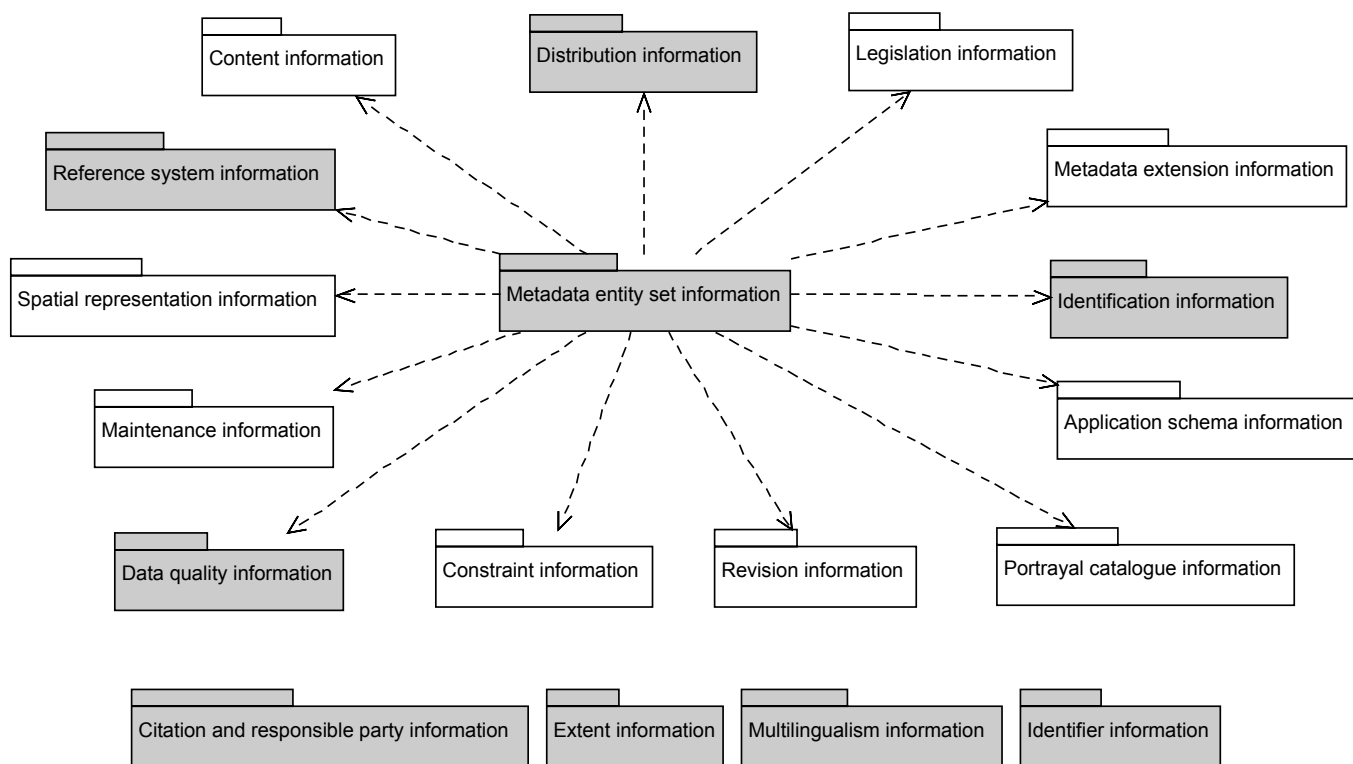 Content information
Distribution information
Legislation information
Reference system information
Metadata extension information
Spatial representation information
Metadata entity set information
Identification information
Maintenance information
Application schema information
Data quality information
Constraint information
Revision information
Portrayal catalogue information
Citation and responsible party information
Extent information
Multilingualism information
Identifier information